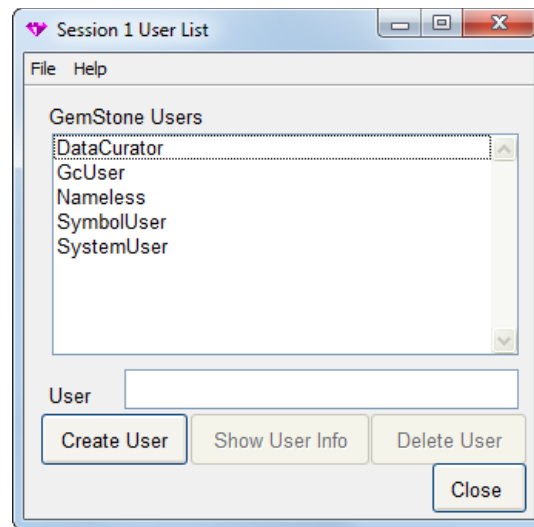 Session 1 User List
File Help
GemStone Users
DataCurator
GcUser
Nameless
SymbolUser
SystemUser
User
Create User Show User Info Delete User
Close